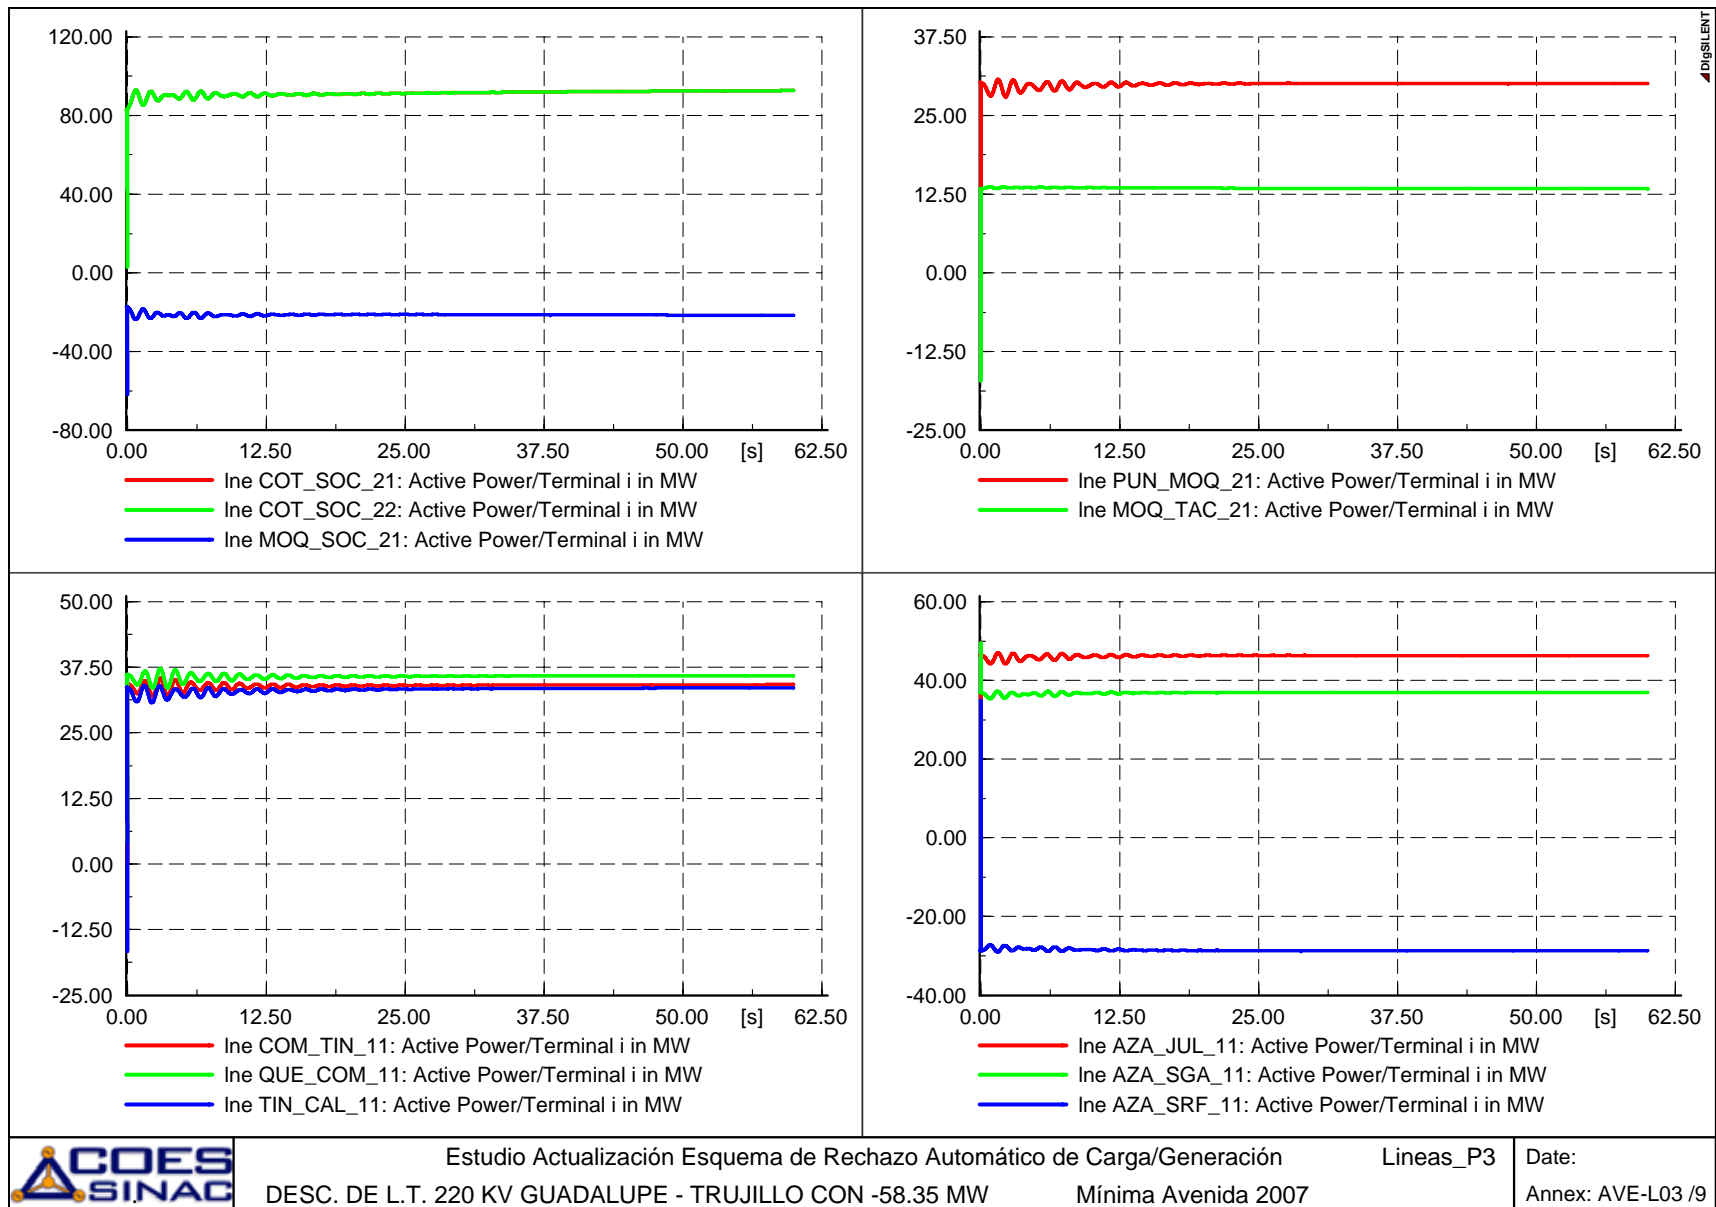 120.00
80.00
40.00
0.00
-40.00
-80.00
0.00 12.50 25.00 37.50 50.00 [s] 62.50
lne COT_SOC_21: Active Power/Terminal i in MW
lne COT_SOC_22: Active Power/Terminal i in MW
lne MOQ_SOC_21: Active Power/Terminal i in MW
37.50
25.00
12.50
0.00
-12.50
-25.00
0.00 12.50 25.00 37.50 50.00 [s] 62.50
lne PUN_MOQ_21: Active Power/Terminal i in MW
lne MOQ_TAC_21: Active Power/Terminal i in MW
DIgSILENT
50.00
37.50
25.00
12.50
0.00
-12.50
-25.00
0.00 12.50 25.00 37.50 50.00 [s] 62.50
lne COM_TIN_11: Active Power/Terminal i in MW
lne QUE_COM_11: Active Power/Terminal i in MW
lne TIN_CAL_11: Active Power/Terminal i in MW
60.00
40.00
20.00
0.00
-20.00
-40.00
0.00 12.50 25.00 37.50 50.00 [s] 62.50
lne AZA_JUL_11: Active Power/Terminal i in MW
lne AZA_SGA_11: Active Power/Terminal i in MW
lne AZA_SRF_11: Active Power/Terminal i in MW
COES
SINAC
Estudio Actualización Esquema de Rechazo Automático de Carga/Generación Lineas_P3
DESC. DE L.T. 220 KV GUADALUPE - TRUJILLO CON -58.35 MW Mínima Avenida 2007
Date:
Annex: AVE-L03 /9